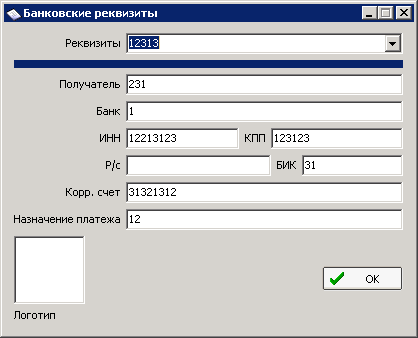 Банковские реквизиты
Реквизиты 12313
Получатель 231
Банк 1
ИНН 12213123 КПП 123123
Р/с БИК 31
Корр. счет 31321312
Назначение платежа 12
OK
Логотип